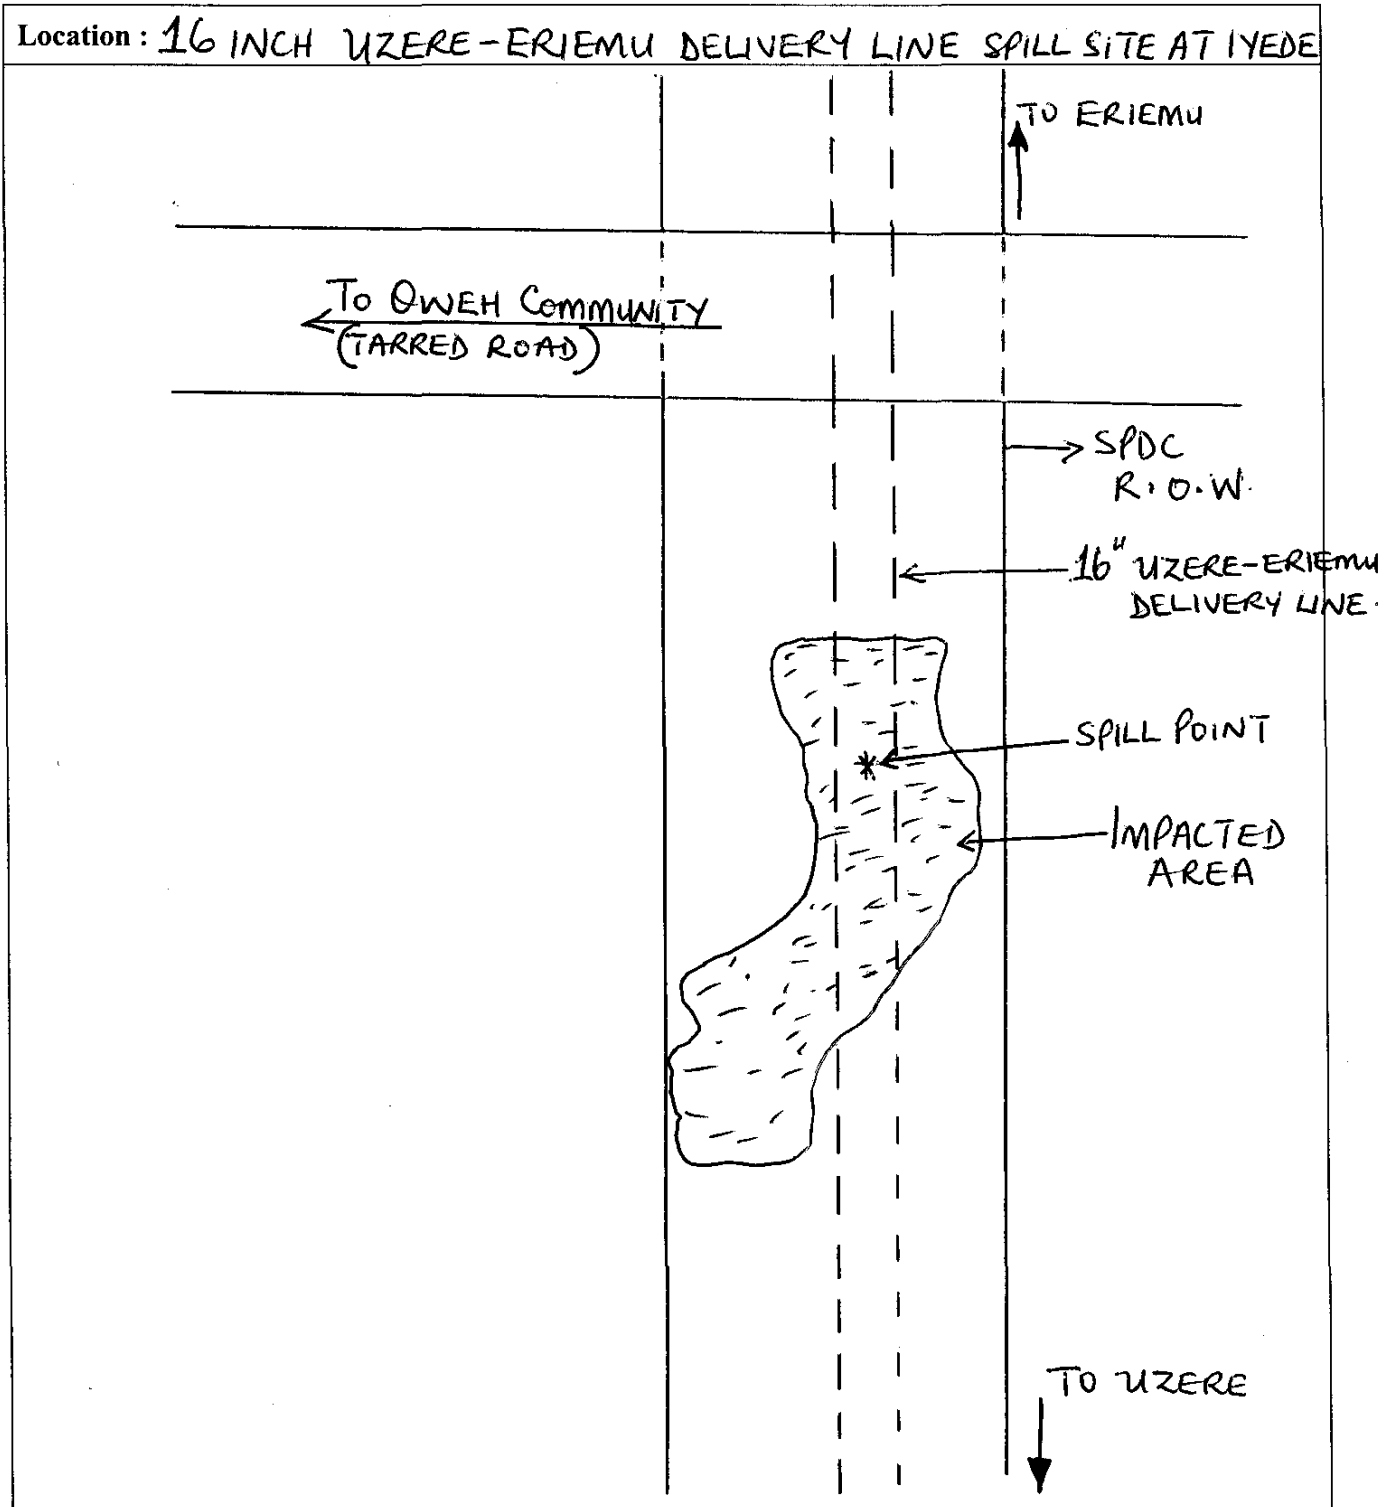 Location : 16 INCH UZERE-ERIEMU DELIVERY LINE SPILL SITE AT IYEDE
TO ERIEMU
To OWEH COMMUNITY
(TARRED ROAD)
SPDC
R.O.W.
16" UZERE-ERIEMU
DELIVERY LINE.
SPILL POINT
IMPACTED
AREA
TO UZERE